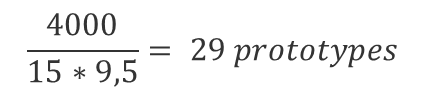 4000
15 * 9,5
= 29 prototypes